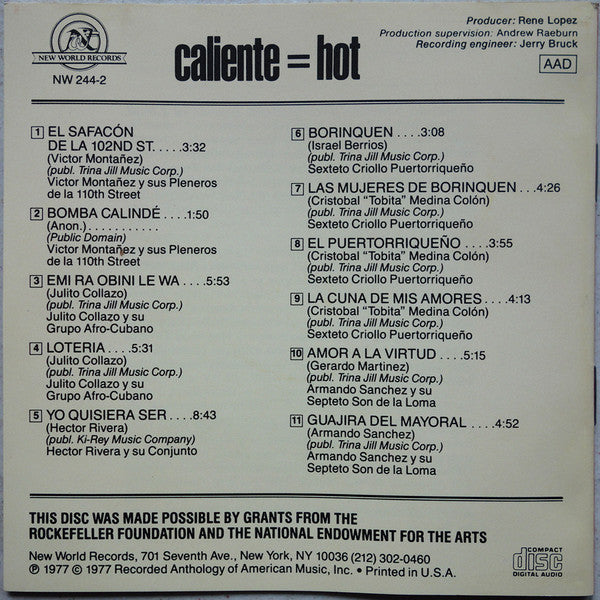 NEW WORLD RECORDS
NW 244-2
caliente = hot
Producer: Rene Lopez
Production supervision: Andrew Raeburn
Recording engineer: Jerry Bruck
AAD
1 EL SAFACÓN
DE LA 102ND ST. . . . .3:32
(Victor Montañez)
(publ. Trina Jill Music Corp.)
Victor Montañez y sus Pleneros
de la 110th Street
2 BOMBA CALINDÉ . . . .1:50
(Anon.) . . . . . . . . . . .
(Public Domain)
Victor Montañez y sus Pleneros
de la 110th Street
3 EMI RA OBINI LE WA . . . .5:53
(Julito Collazo)
(publ. Trina Jill Music Corp.)
Julito Collazo y su
Grupo Afro-Cubano
4 LOTERIA . . . .5:31
(Julito Collazo)
(publ. Trina Jill Music Corp.)
Julito Collazo y su
Grupo Afro-Cubano
5 YO QUISIERA SER . . . .8:43
(Hector Rivera)
(publ. Ki-Rey Music Company)
Hector Rivera y su Conjunto
6 BORINQUEN . . . .3:08
(Israel Berrios)
(publ. Trina Jill Music Corp.)
Sexteto Criollo Puertorriqueño
7 LAS MUJERES DE BORINQUEN . . . .4:26
(Cristobal "Tobita" Medina Colón)
(publ. Trina Jill Music Corp.)
Sexteto Criollo Puertorriqueño
8 EL PUERTORRIQUEÑO . . . .3:55
(Cristobal "Tobita" Medina Colón)
(publ. Trina Jill Music Corp.)
Sexteto Criollo Puertorriqueño
9 LA CUNA DE MIS AMORES . . . .4:13
(Cristobal "Tobita" Medina Colón)
(publ. Trina Jill Music Corp.)
Sexteto Criollo Puertorriqueño
10 AMOR A LA VIRTUD . . . .5:15
(Gerardo Martinez)
(publ. Trina Jill Music Corp.)
Armando Sanchez y su
Septeto Son de la Loma
11 GUAJIRA DEL MAYORAL . . . .4:52
(Armando Sanchez)
(publ. Trina Jill Music Corp.)
Armando Sanchez y su
Septeto Son de la Loma
THIS DISC WAS MADE POSSIBLE BY GRANTS FROM THE
ROCKEFELLER FOUNDATION AND THE NATIONAL ENDOWMENT FOR THE ARTS
New World Records, 701 Seventh Ave., New York, NY 10036 (212) 302-0460
℗ 1977 © 1977 Recorded Anthology of American Music, Inc. • Printed in U.S.A.
COMPACT
disc
DIGITAL AUDIO